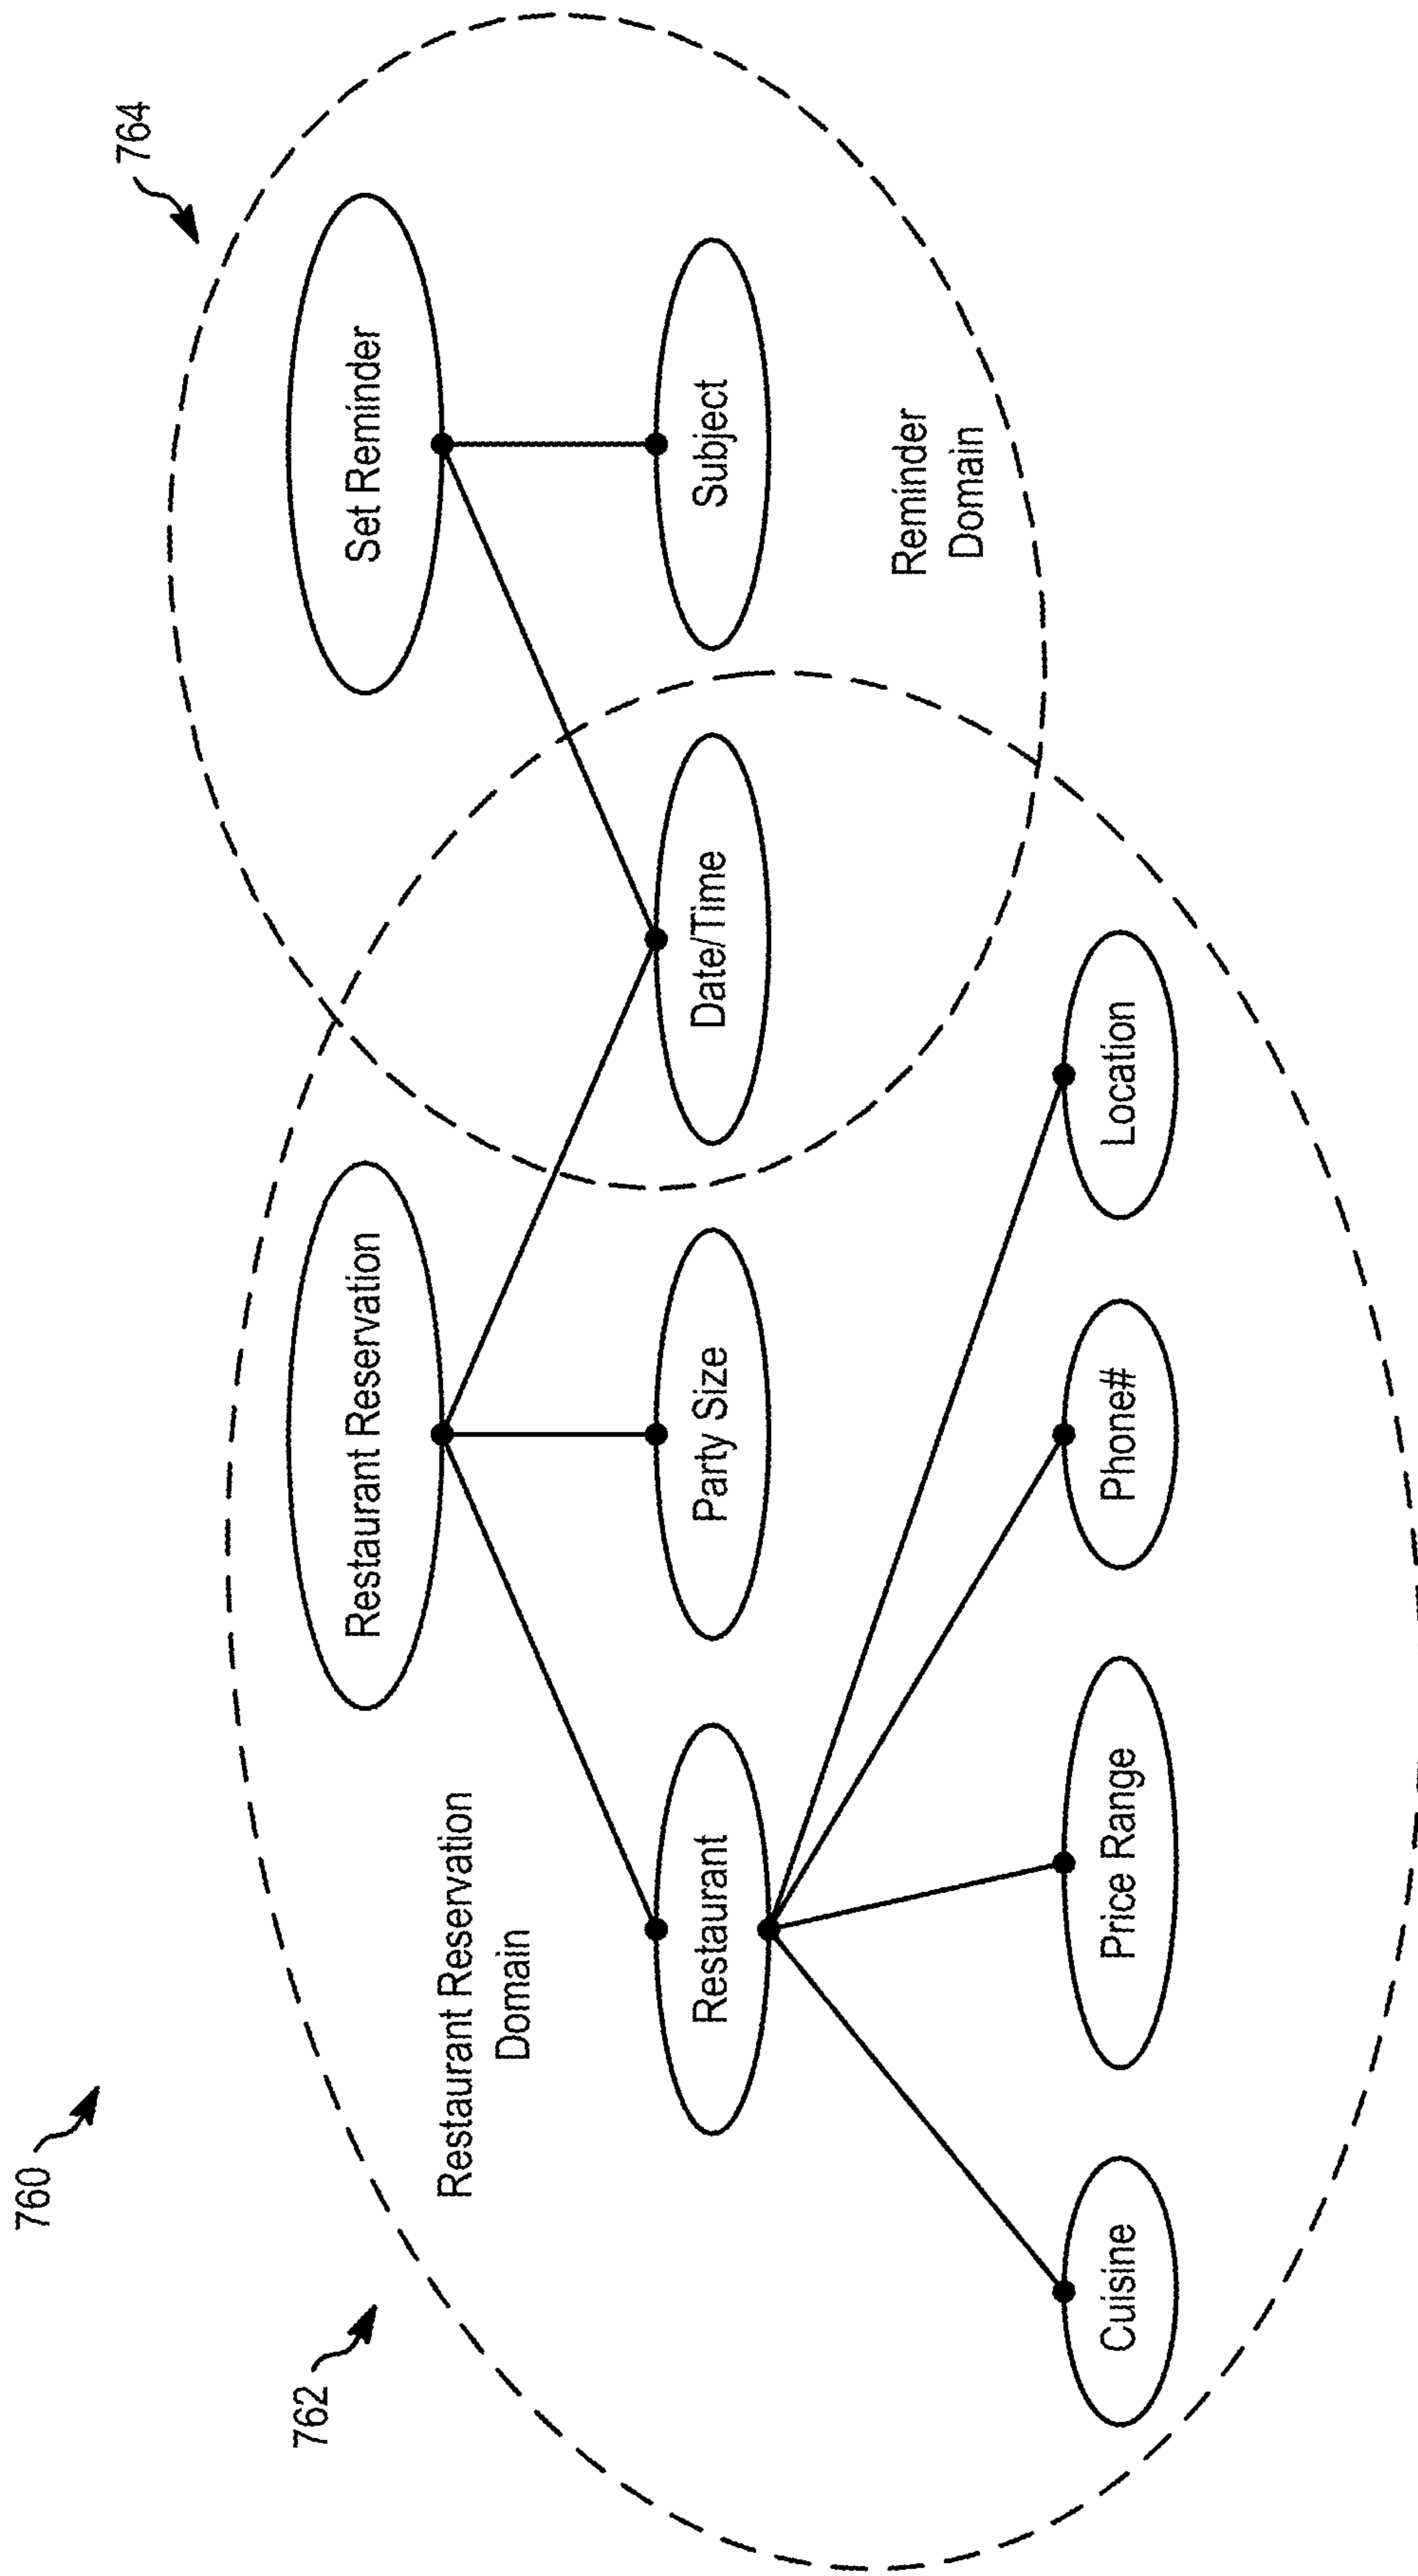 760
762
764
Restaurant Reservation
Set Reminder
Restaurant Reservation
Domain
Restaurant
Party Size
Date/Time
Subject
Reminder
Domain
Cuisine
Price Range
Phone#
Location